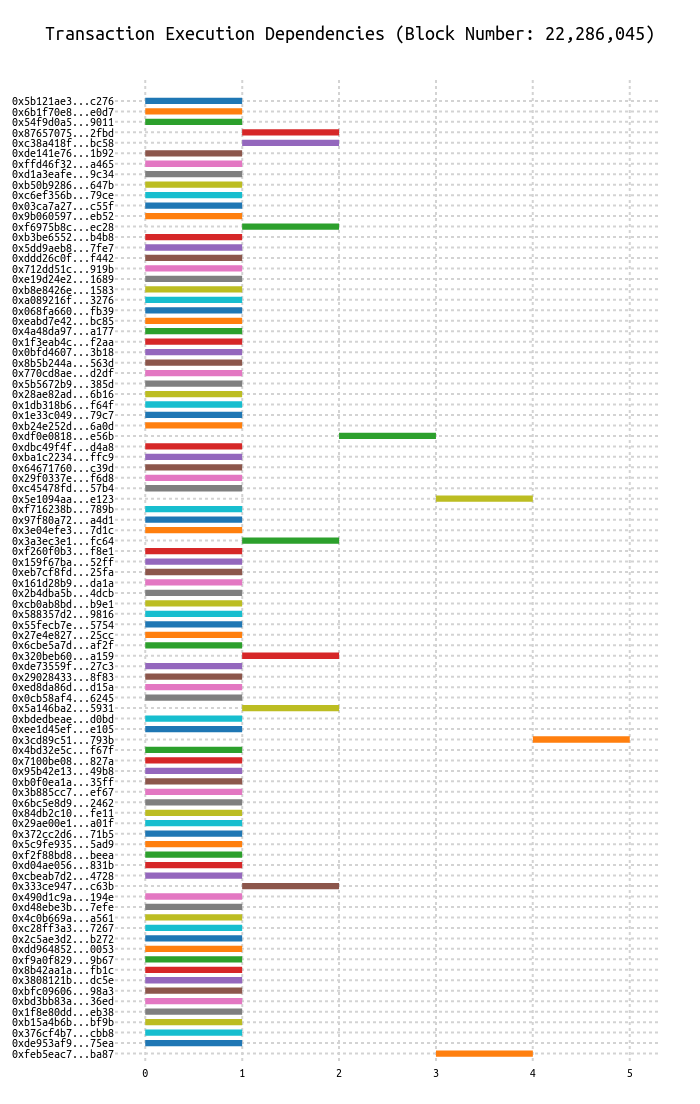 Transaction Execution Dependencies (Block Number: 22,286,045)
0x5b121ae3...c276
0x6b1f70e8...e0d7
0x54f9d0a5...9011
0x87657075...2fbd
0xc38a418f...bc58
0xde141e76...1b92
0xffd46f32...a465
0xd1a3eafe...9c34
0xb50b9286...647b
0xc6ef356b...79ce
0x03ca7a27...c55f
0x9b060597...eb52
0xf6975b8c...ec28
0xb3be6552...b4b8
0x5dd9aeb8...7fe7
0xddd26c0f...f442
0x712dd51c...919b
0xe19d24e2...1689
0xb8e8426e...1583
0xa089216f...3276
0x068fa660...fb39
0xeabd7e42...bc85
0x4a48da97...a177
0x1f3eab4c...f2aa
0x0bfd4607...3b18
0x8b5b244a...563d
0x770cd8ae...d2df
0x5b5672b9...385d
0x28ae82ad...6b16
0x1db318b6...f64f
0x1e33c049...79c7
0xb24e252d...6a0d
0xdf0e0818...e56b
0xdbc49f4f...d4a8
0xba1c2234...ffc9
0x64671760...c39d
0x29f0337e...f6d8
0xc45478fd...57b4
0x5e1094aa...e123
0xf716238b...789b
0x97f80a72...a4d1
0x3e04efe3...7d1c
0x3a3ec3e1...fc64
0xf260f0b3...f8e1
0x159f67ba...52ff
0xeb7cf8fd...25fa
0x161d28b9...da1a
0x2b4dba5b...4dcb
0xcb0ab8bd...b9e1
0x588357d2...9816
0x55fecb7e...5754
0x27e4e827...25cc
0x6cbe5a7d...af2f
0x320beb60...a159
0xde73559f...27c3
0x29028433...8f83
0xed8da86d...d15a
0x0cb58af4...6245
0x5a146ba2...5931
0xbdedbeae...d0bd
0xee1d45ef...e105
0x3cd89c51...793b
0x4bd32e5c...f67f
0x7100be08...827a
0x95b42e13...49b8
0xb0f0ea1a...35ff
0x3b885cc7...ef67
0x6bc5e8d9...2462
0x84db2c10...fe11
0x29ae00e1...a01f
0x372cc2d6...71b5
0x5c9fe935...5ad9
0xf2f88bd8...beea
0xd04ae056...831b
0xcbeab7d2...4728
0x333ce947...c63b
0x490d1c9a...194e
0xd48ebe3b...7efe
0x4c0b669a...a561
0xc28ff3a3...7267
0x2c5ae3d2...b272
0xdd964852...0053
0xf9a0f829...9b67
0x8b42aa1a...fb1c
0x3808121b...dc5e
0xbfc09606...98a3
0xbd3bb83a...36ed
0x1f8e80dd...eb38
0xb15a4b6b...bf9b
0x376cf4b7...cbb8
0xde953af9...75ea
0xfeb5eac7...ba87
0 1 2 3 4 5